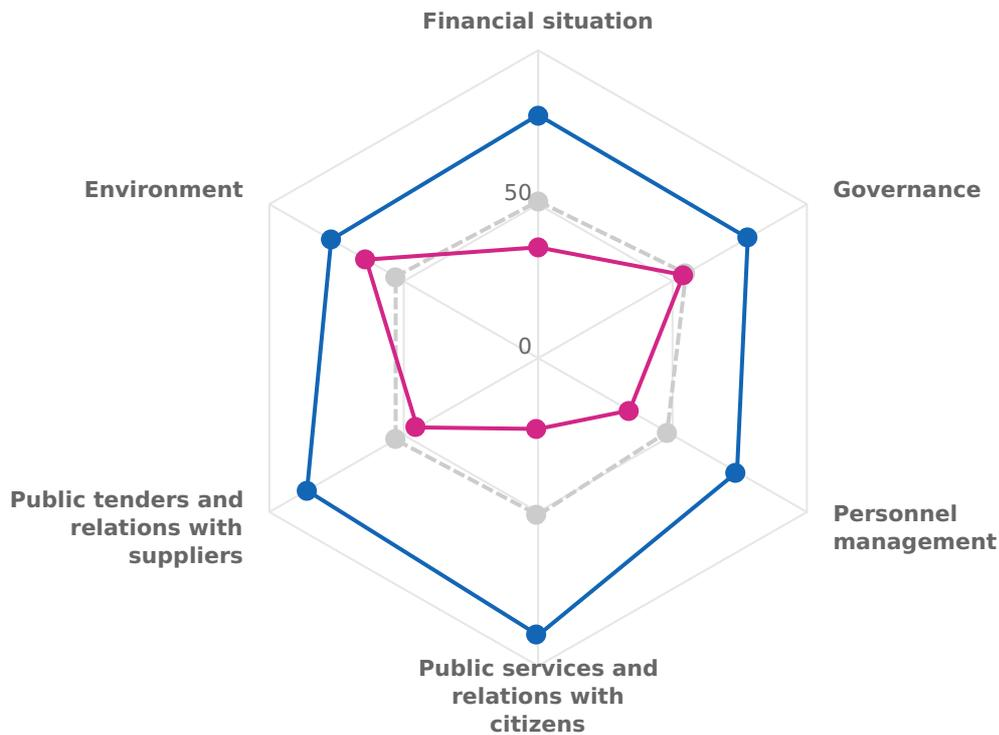 Financial situation
50
Environment
Governance
0
Public tenders and
relations with
suppliers
Personnel
management
Public services and
relations with
citizens